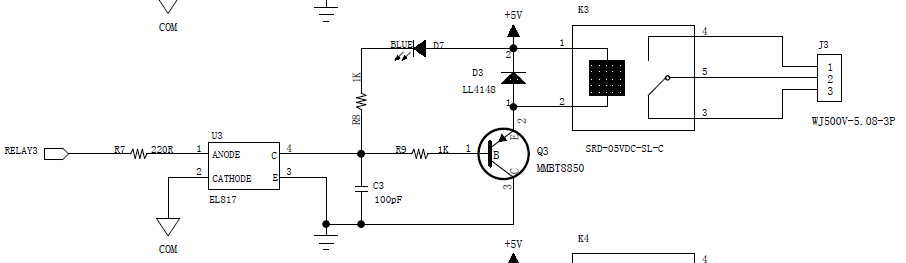 COM
+5V
K3
BLUE D7
1
4
J3
2
1K
D3
LL4148
1
2
5
3
1
2
3
R8
1
2
WJ500V-5.08-3P
U3
RELAY3
R7 220R
1 ANODE C 4
2 CATHODE E 3
EL817
R9 1K 1
B
E
C
3
Q3
MMBT8850
SRD-05VDC-SL-C
C3
100pF
COM
+5V
K4
4